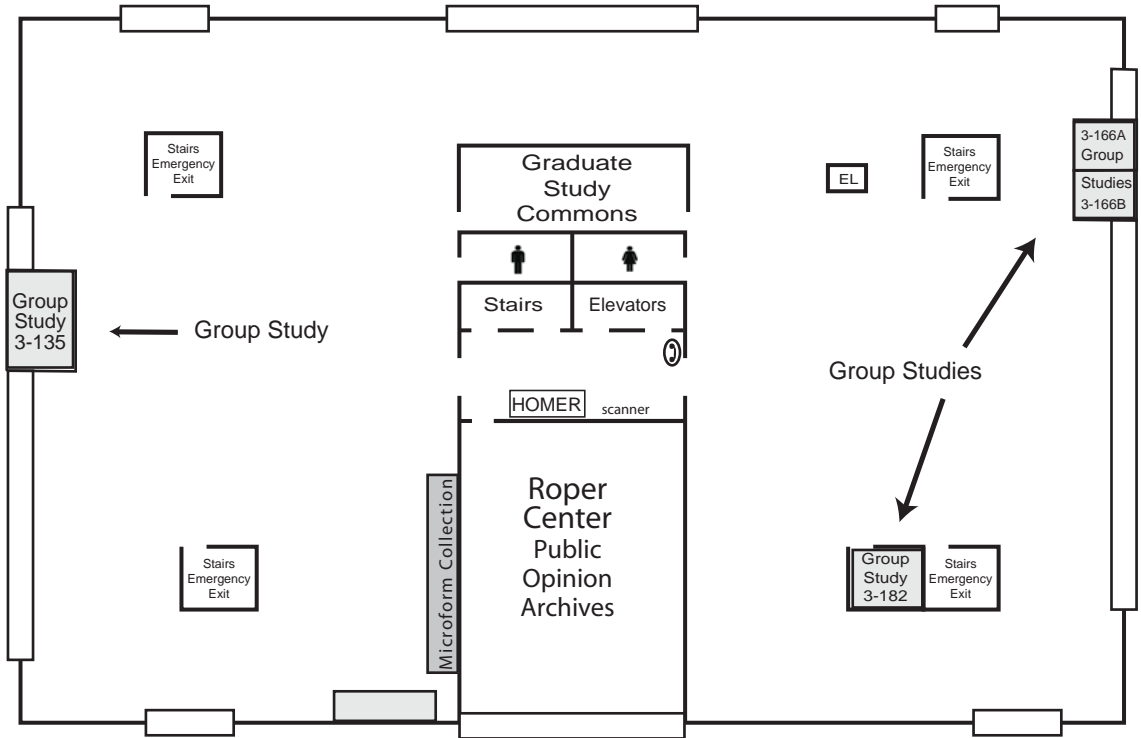 Stairs
Emergency
Exit
Graduate
Study
Commons
EL
Stairs
Emergency
Exit
3-166A
Group
Studies
3-166B
Stairs
Elevators
Group
Study
3-135
Group Study
Group Studies
HOMER
scanner
Microform Collection
Roper
Center
Public
Opinion
Archives
Stairs
Emergency
Exit
Group
Study
3-182
Stairs
Emergency
Exit